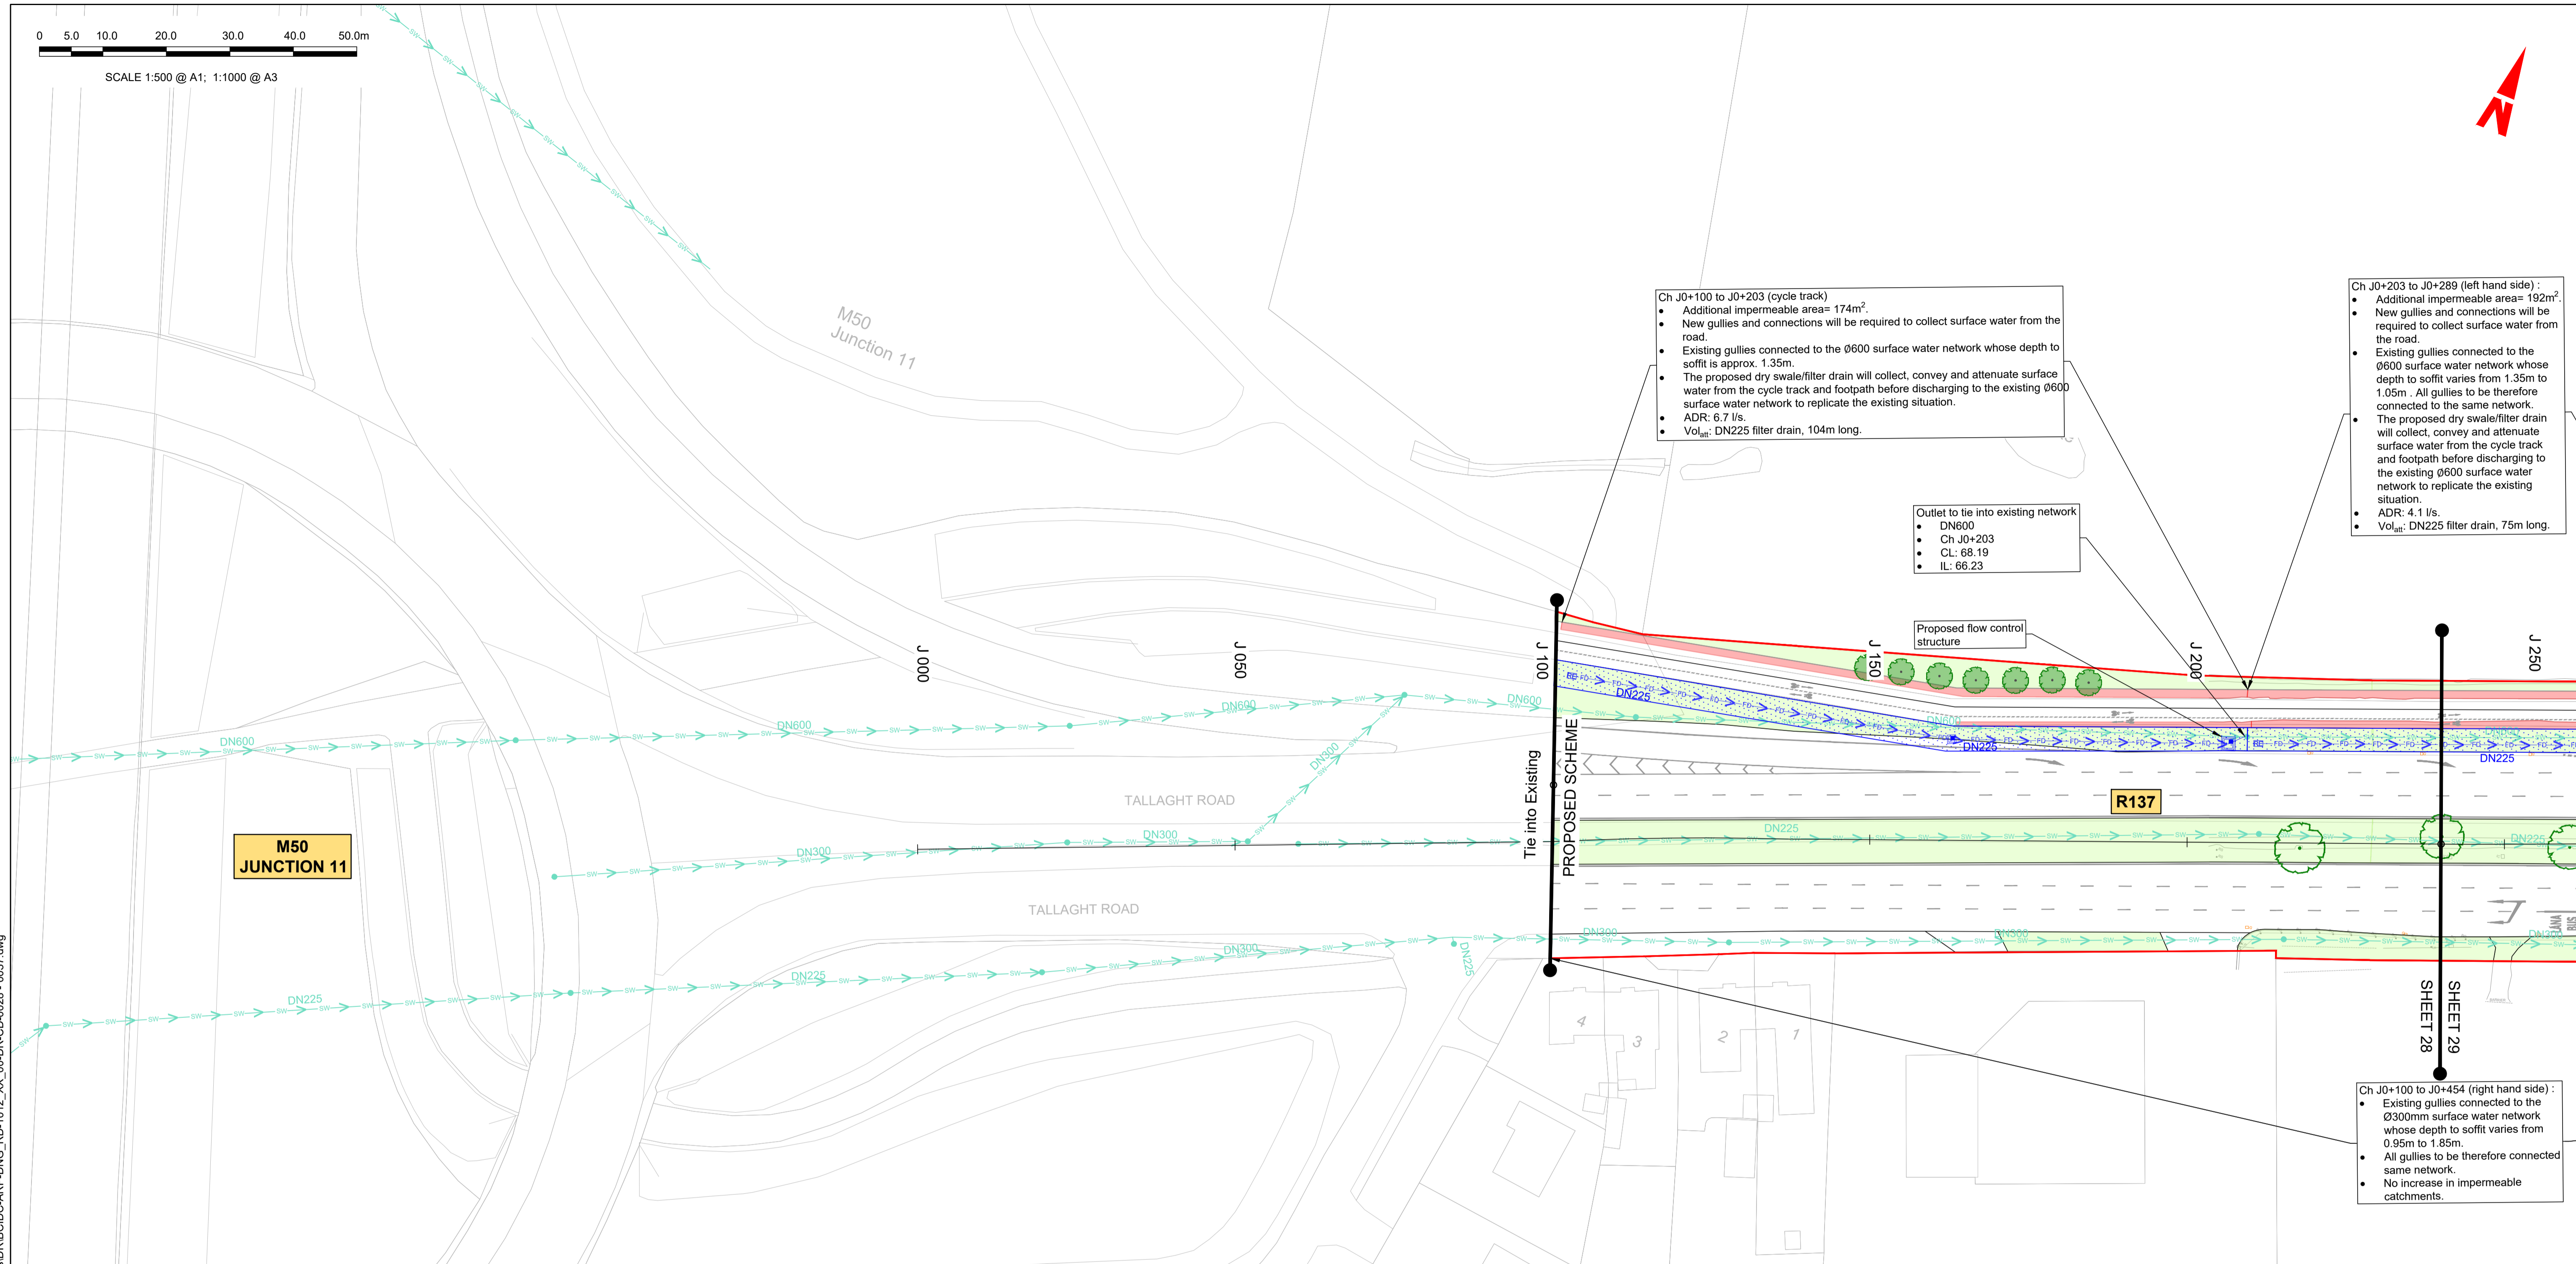 0 5.0 10.0 20.0 30.0 40.0 50.0m
SCALE 1:500 @ A1; 1:1000 @ A3
N
M50
Junction 11
Ch J0+100 to J0+203 (cycle track)
• Additional impermeable area= 174m².
• New gullies and connections will be required to collect surface water from the
road.
• Existing gullies connected to the Ø600 surface water network whose depth to
soffit is approx. 1.35m.
• The proposed dry swale/filter drain will collect, convey and attenuate surface
water from the cycle track and footpath before discharging to the existing Ø600
surface water network to replicate the existing situation.
• ADR: 6.7 l/s.
• Volatt: DN225 filter drain, 104m long.
Ch J0+203 to J0+289 (left hand side) :
• Additional impermeable area= 192m².
• New gullies and connections will be
required to collect surface water from
the road.
• Existing gullies connected to the
Ø600 surface water network whose
depth to soffit varies from 1.35m to
1.05m . All gullies to be therefore
connected to the same network.
• The proposed dry swale/filter drain
will collect, convey and attenuate
surface water from the cycle track
and footpath before discharging to
the existing Ø600 surface water
network to replicate the existing
situation.
• ADR: 4.1 l/s.
• Volatt: DN225 filter drain, 75m long.
Outlet to tie into existing network
• DN600
• Ch J0+203
• CL: 68.19
• IL: 66.23
Proposed flow control
structure
J 000
J 050
J 100
J 150
J 200
J 250
DN600
DN600
DN600
DN600
DN600
DN225
DN225
DN225
DN300
DN300
DN300
DN225
DN225
TALLAGHT ROAD
TALLAGHT ROAD
Tie into Existing
PROPOSED SCHEME
R137
M50
JUNCTION 11
DN225
DN225
DN300
DN225
DN300
DN300
DN300
LANA
BUS
4
3
2
1
SHEET 28
SHEET 29
Ch J0+100 to J0+454 (right hand side) :
• Existing gullies connected to the
Ø300mm surface water network
whose depth to soffit varies from
0.95m to 1.85m.
• All gullies to be therefore connected
same network.
• No increase in impermeable
catchments.